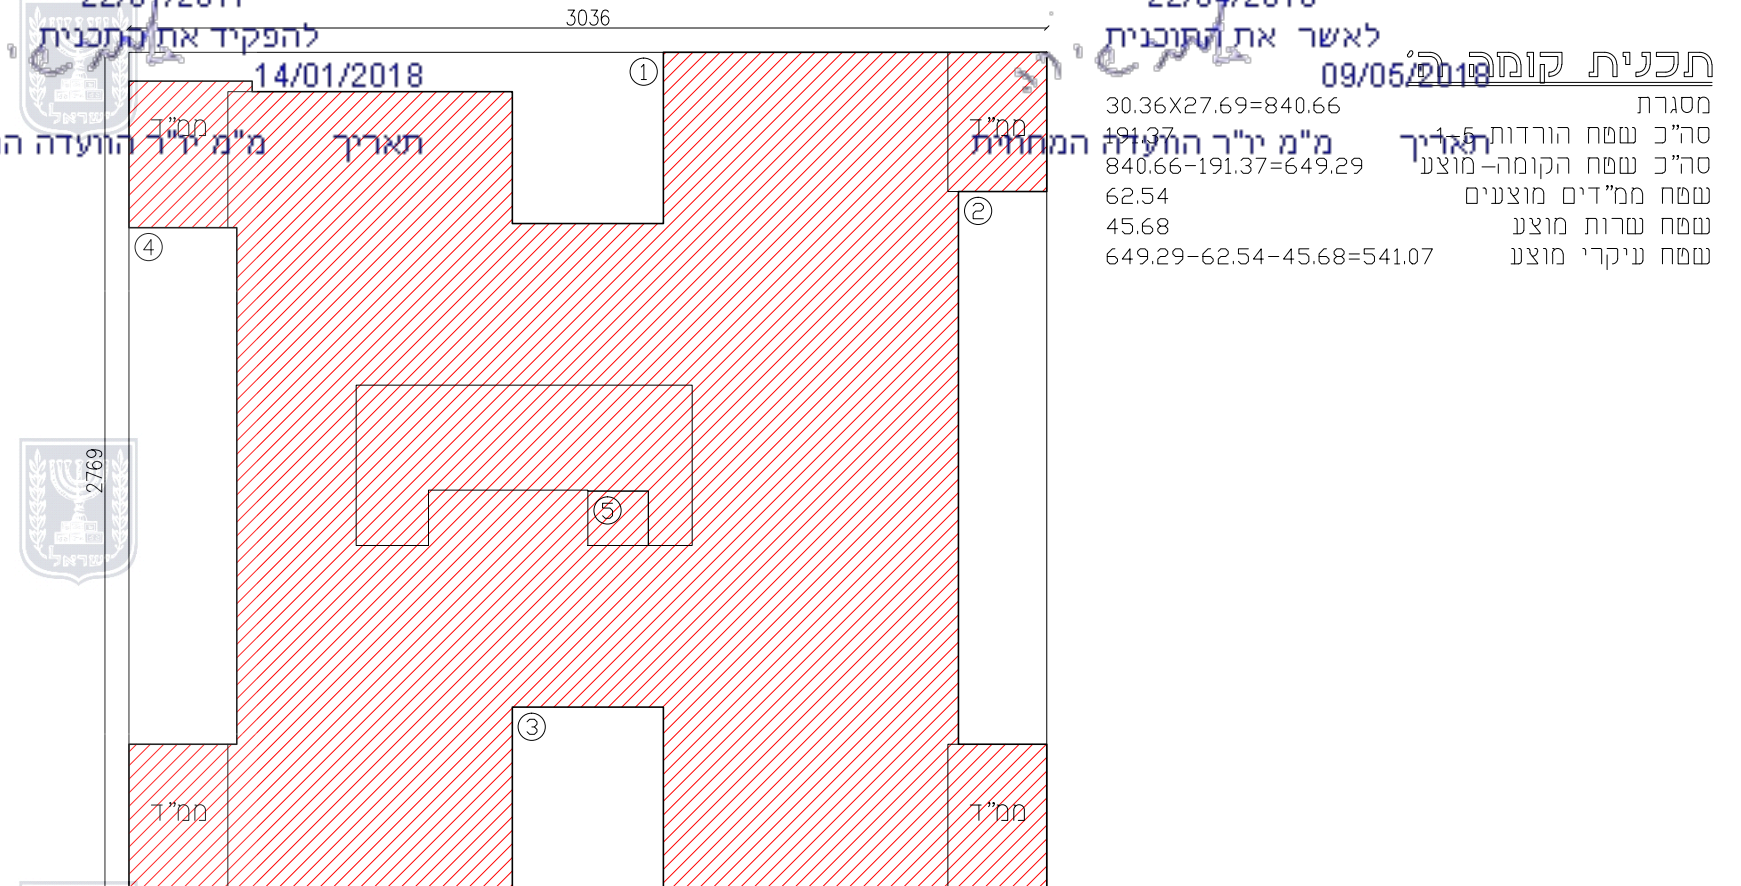 3036
להפקיד את התכנית
14/01/2018
תאריך
מ"מ יו"ר הוועדה
לאשר את התוכנית
09/05/2018
תאריך
מ"מ יו"ר הוועדה המחוזית
תכנית קומה ה'
מסגרת 30.36X27.69=840.66
סה"כ שטח הורדות 1-5 191.37
סה"כ שטח הקומה-מוצע 840.66-191.37=649.29
שטח ממ"דים מוצעים 62.54
שטח שרות מוצע 45.68
שטח עיקרי מוצע 649.29-62.54-45.68=541.07
1
ממ"ד
ממ"ד
2
4
2769
5
3
ממ"ד
ממ"ד
ישראל